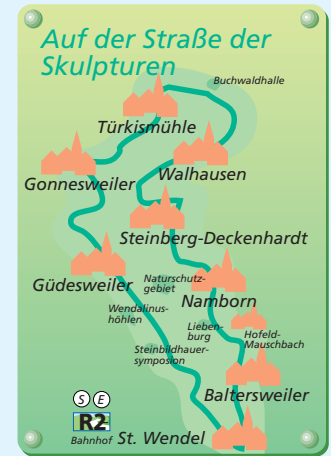 Auf der Straße der
Skulpturen
Buchwaldhalle
Türkismühle
Walhausen
Gonnesweiler
Steinberg-Deckenhardt
Güdesweiler
Naturschutz-
gebiet
Namborn
Wendalinus-
höhlen
Lieben-
burg
Hofeld-
Mauschbach
Steinbildhauer-
symposion
Baltersweiler
S E
R2
Bahnhof St. Wendel